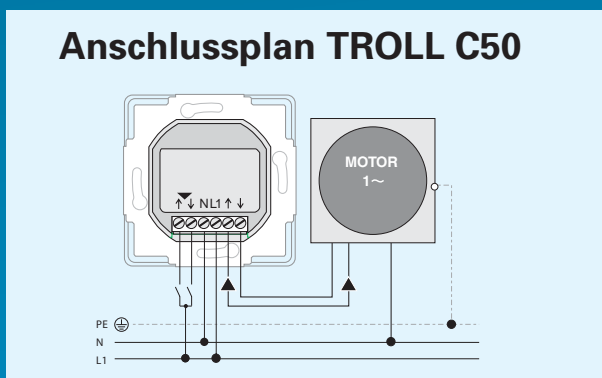 Anschlussplan TROLL C50
MOTOR
1~
↑ ↓ N L1 ↑ ↓
PE
N
L1